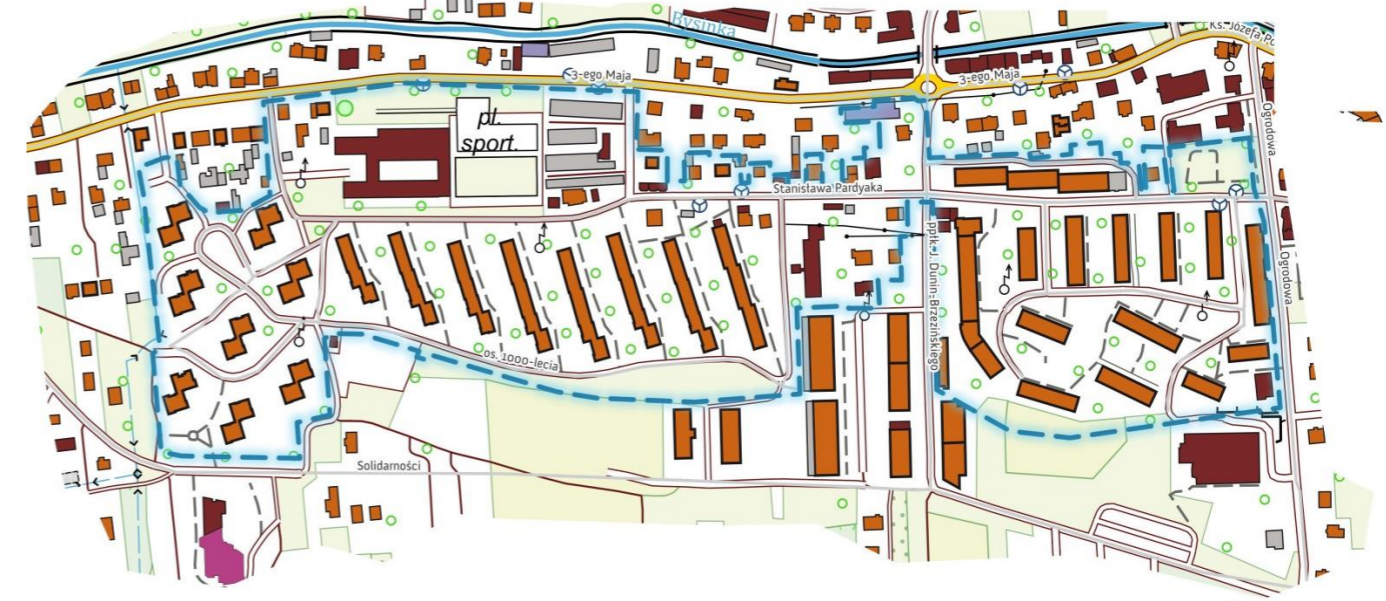 Bysinka
Ks. Józefa Po
3-ego Maja
3-ego Maja
pl.
sport.
Ogrodowa
Stanisława Pardyaka
ppłk. J. Dunin-Brzezińskiego
Ogrodowa
os. 1000-lecia
Solidarności